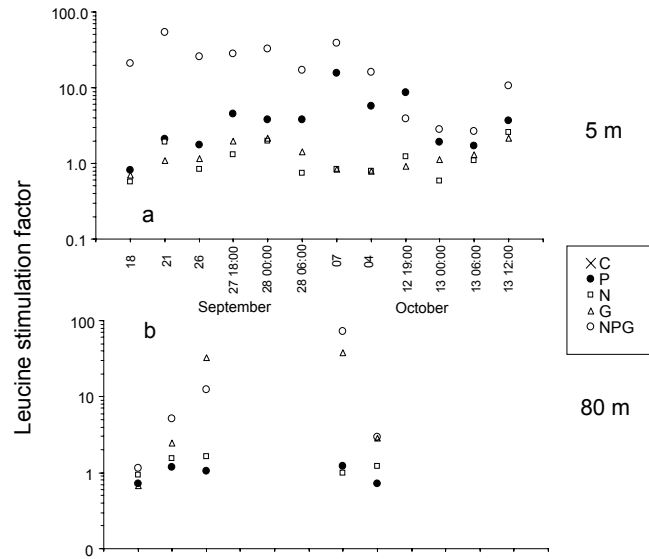 100.0
10.0
1.0
0.1
a
18
21
26
27 18:00
28 00:00
28 06:00
07
04
12 19:00
13 00:00
13 06:00
13 12:00
September
October
5 m
Leucine stimulation factor
C
P
N
G
NPG
b
100
10
1
0
80 m